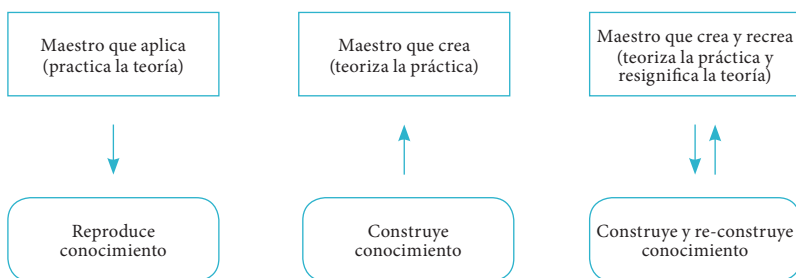 Maestro que aplica
(practica la teoría)
Maestro que crea
(teoriza la práctica)
Maestro que crea y recrea
(teoriza la práctica y
resignifica la teoría)
Reproduce
conocimiento
Construye
conocimiento
Construye y re-construye
conocimiento